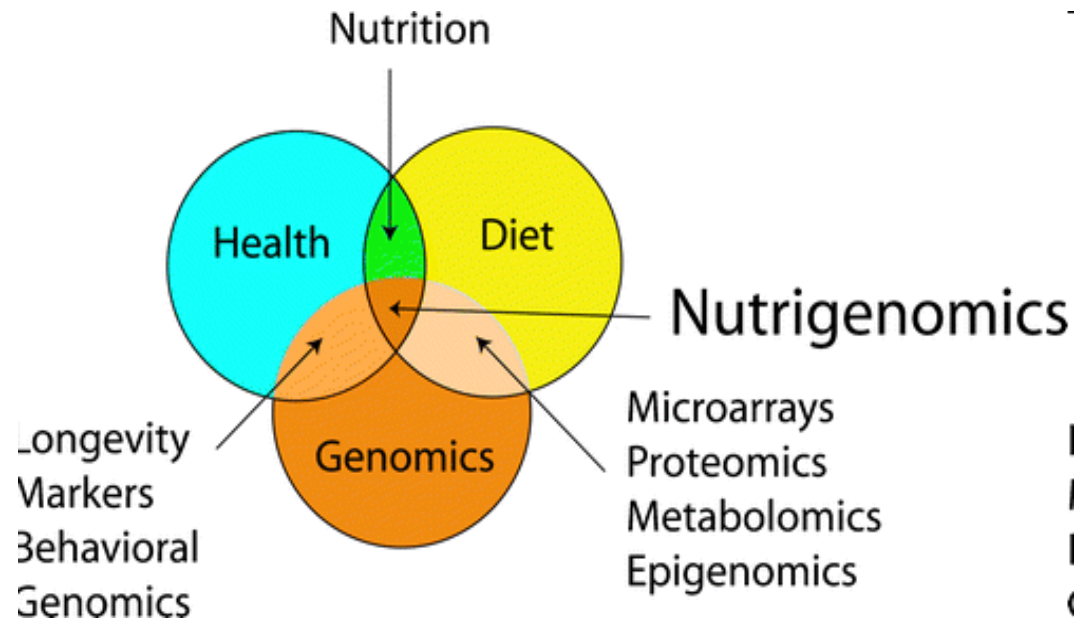 Nutrition
Health
Diet
Nutrigenomics
Genomics
Longevity
Markers
Behavioral
Genomics
Microarrays
Proteomics
Metabolomics
Epigenomics